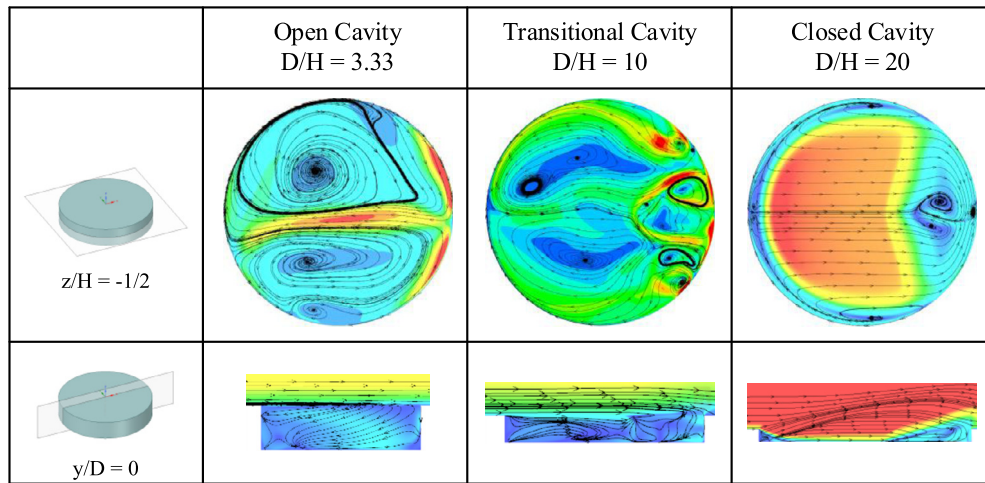 Open Cavity
D/H = 3.33
Transitional Cavity
D/H = 10
Closed Cavity
D/H = 20
z/H = -1/2
y/D = 0